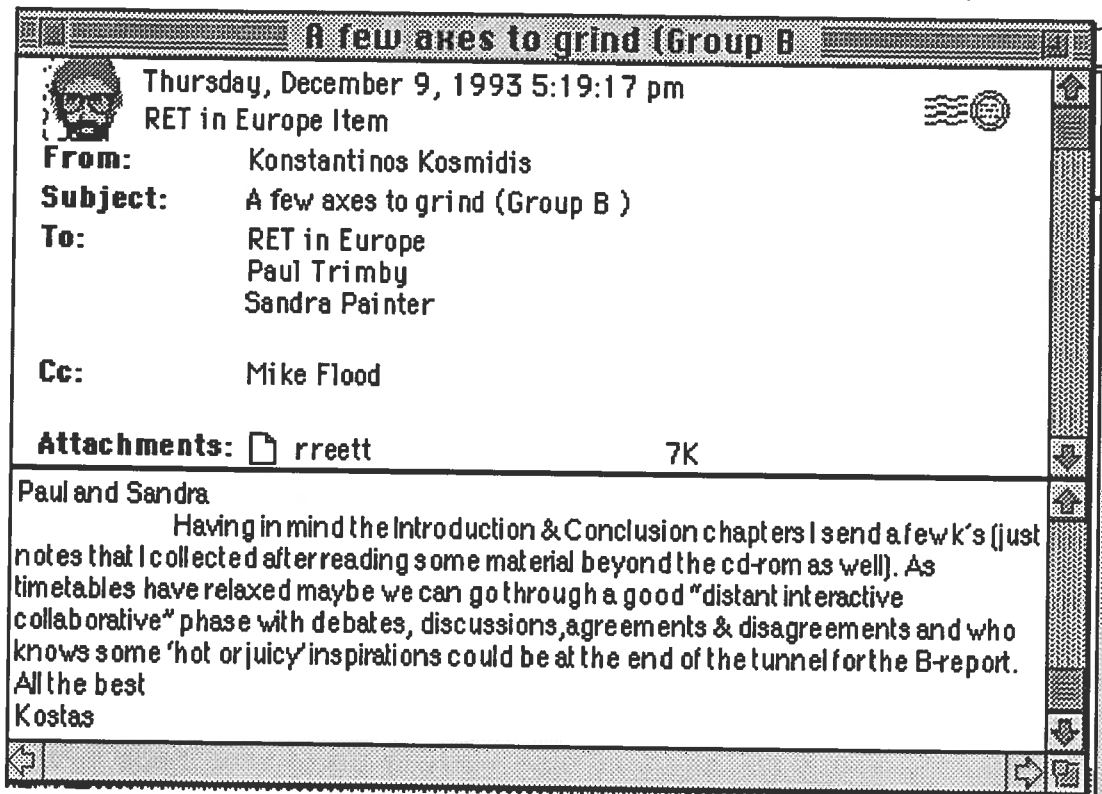 A few axes to grind (Group B
Thursday, December 9, 1993 5:19:17 pm
RET in Europe Item
From: Konstantinos Kosmidis
Subject: A few axes to grind (Group B )
To: RET in Europe
Paul Trimby
Sandra Painter
Cc: Mike Flood
Attachments: rreett 7K
Paul and Sandra
Having in mind the Introduction & Conclusion chapters I send a few k's (just
notes that I collected after reading some material beyond the cd-rom as well). As
timetables have relaxed maybe we can go through a good "distant interactive
collaborative" phase with debates, discussions,agreements & disagreements and who
knows some 'hot or juicy' inspirations could be at the end of the tunnel for the B-report.
All the best
Kostas